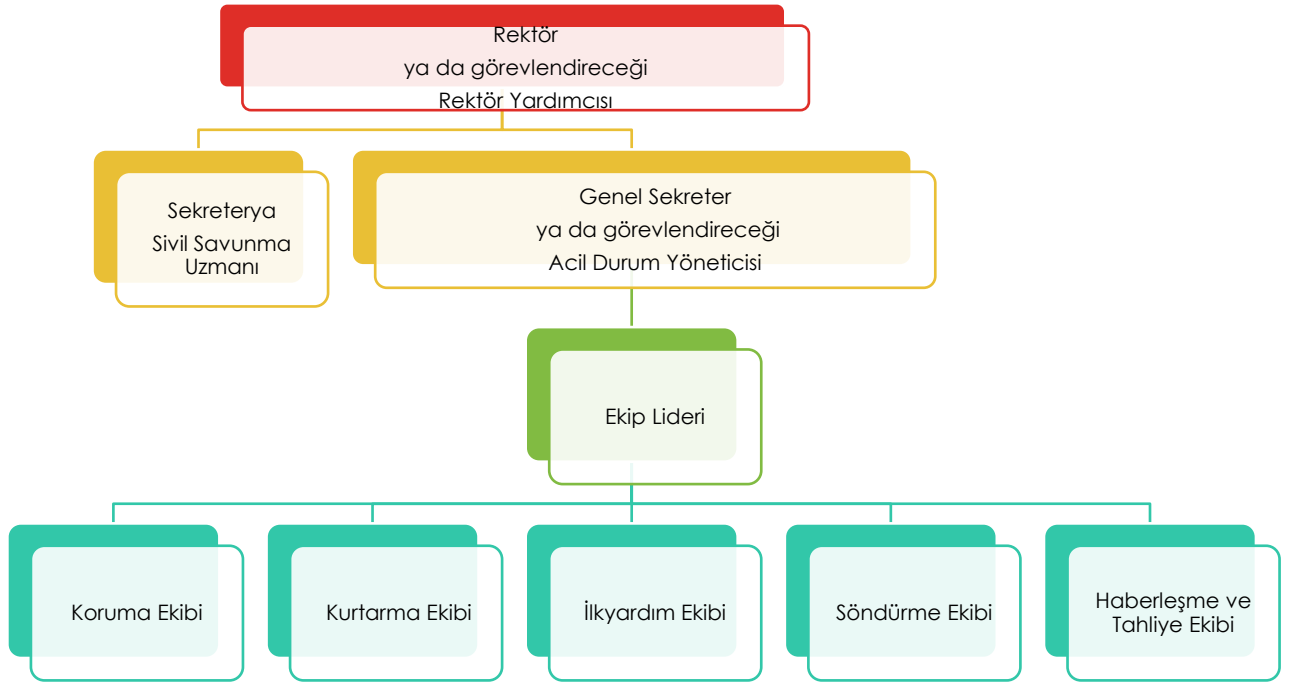 Rektör
ya da görevlendireceği
Rektör Yardımcısı
Sekreterya
Sivil Savunma
Uzmanı
Genel Sekreter
ya da görevlendireceği
Acil Durum Yöneticisi
Ekip Lideri
Koruma Ekibi
Kurtarma Ekibi
İlkyardım Ekibi
Söndürme Ekibi
Haberleşme ve
Tahliye Ekibi